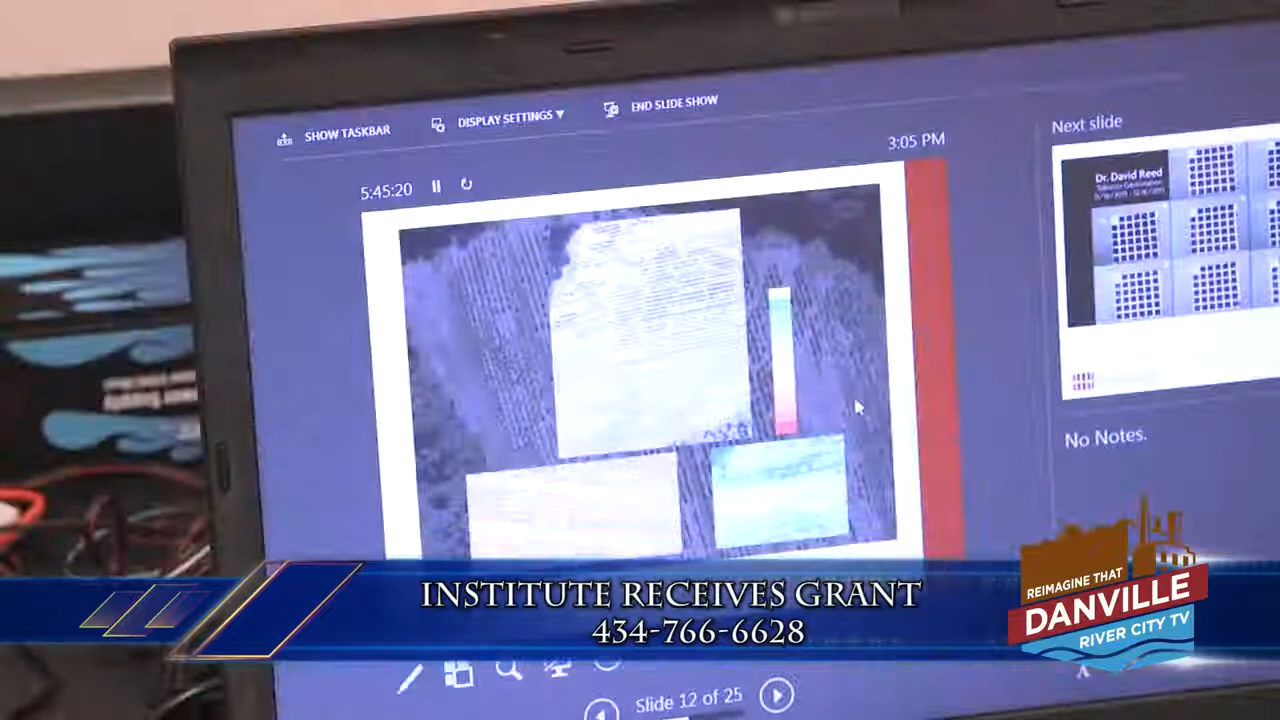 SHOW TASKBAR
DISPLAY SETTINGS ▼
END SLIDE SHOW
5:45:20
3:05 PM
Next slide
Dr. David Reed
No Notes.
INSTITUTE RECEIVES GRANT
434-766-6628
REIMAGINE THAT
DANVILLE
RIVER CITY TV
Slide 12 of 25
A